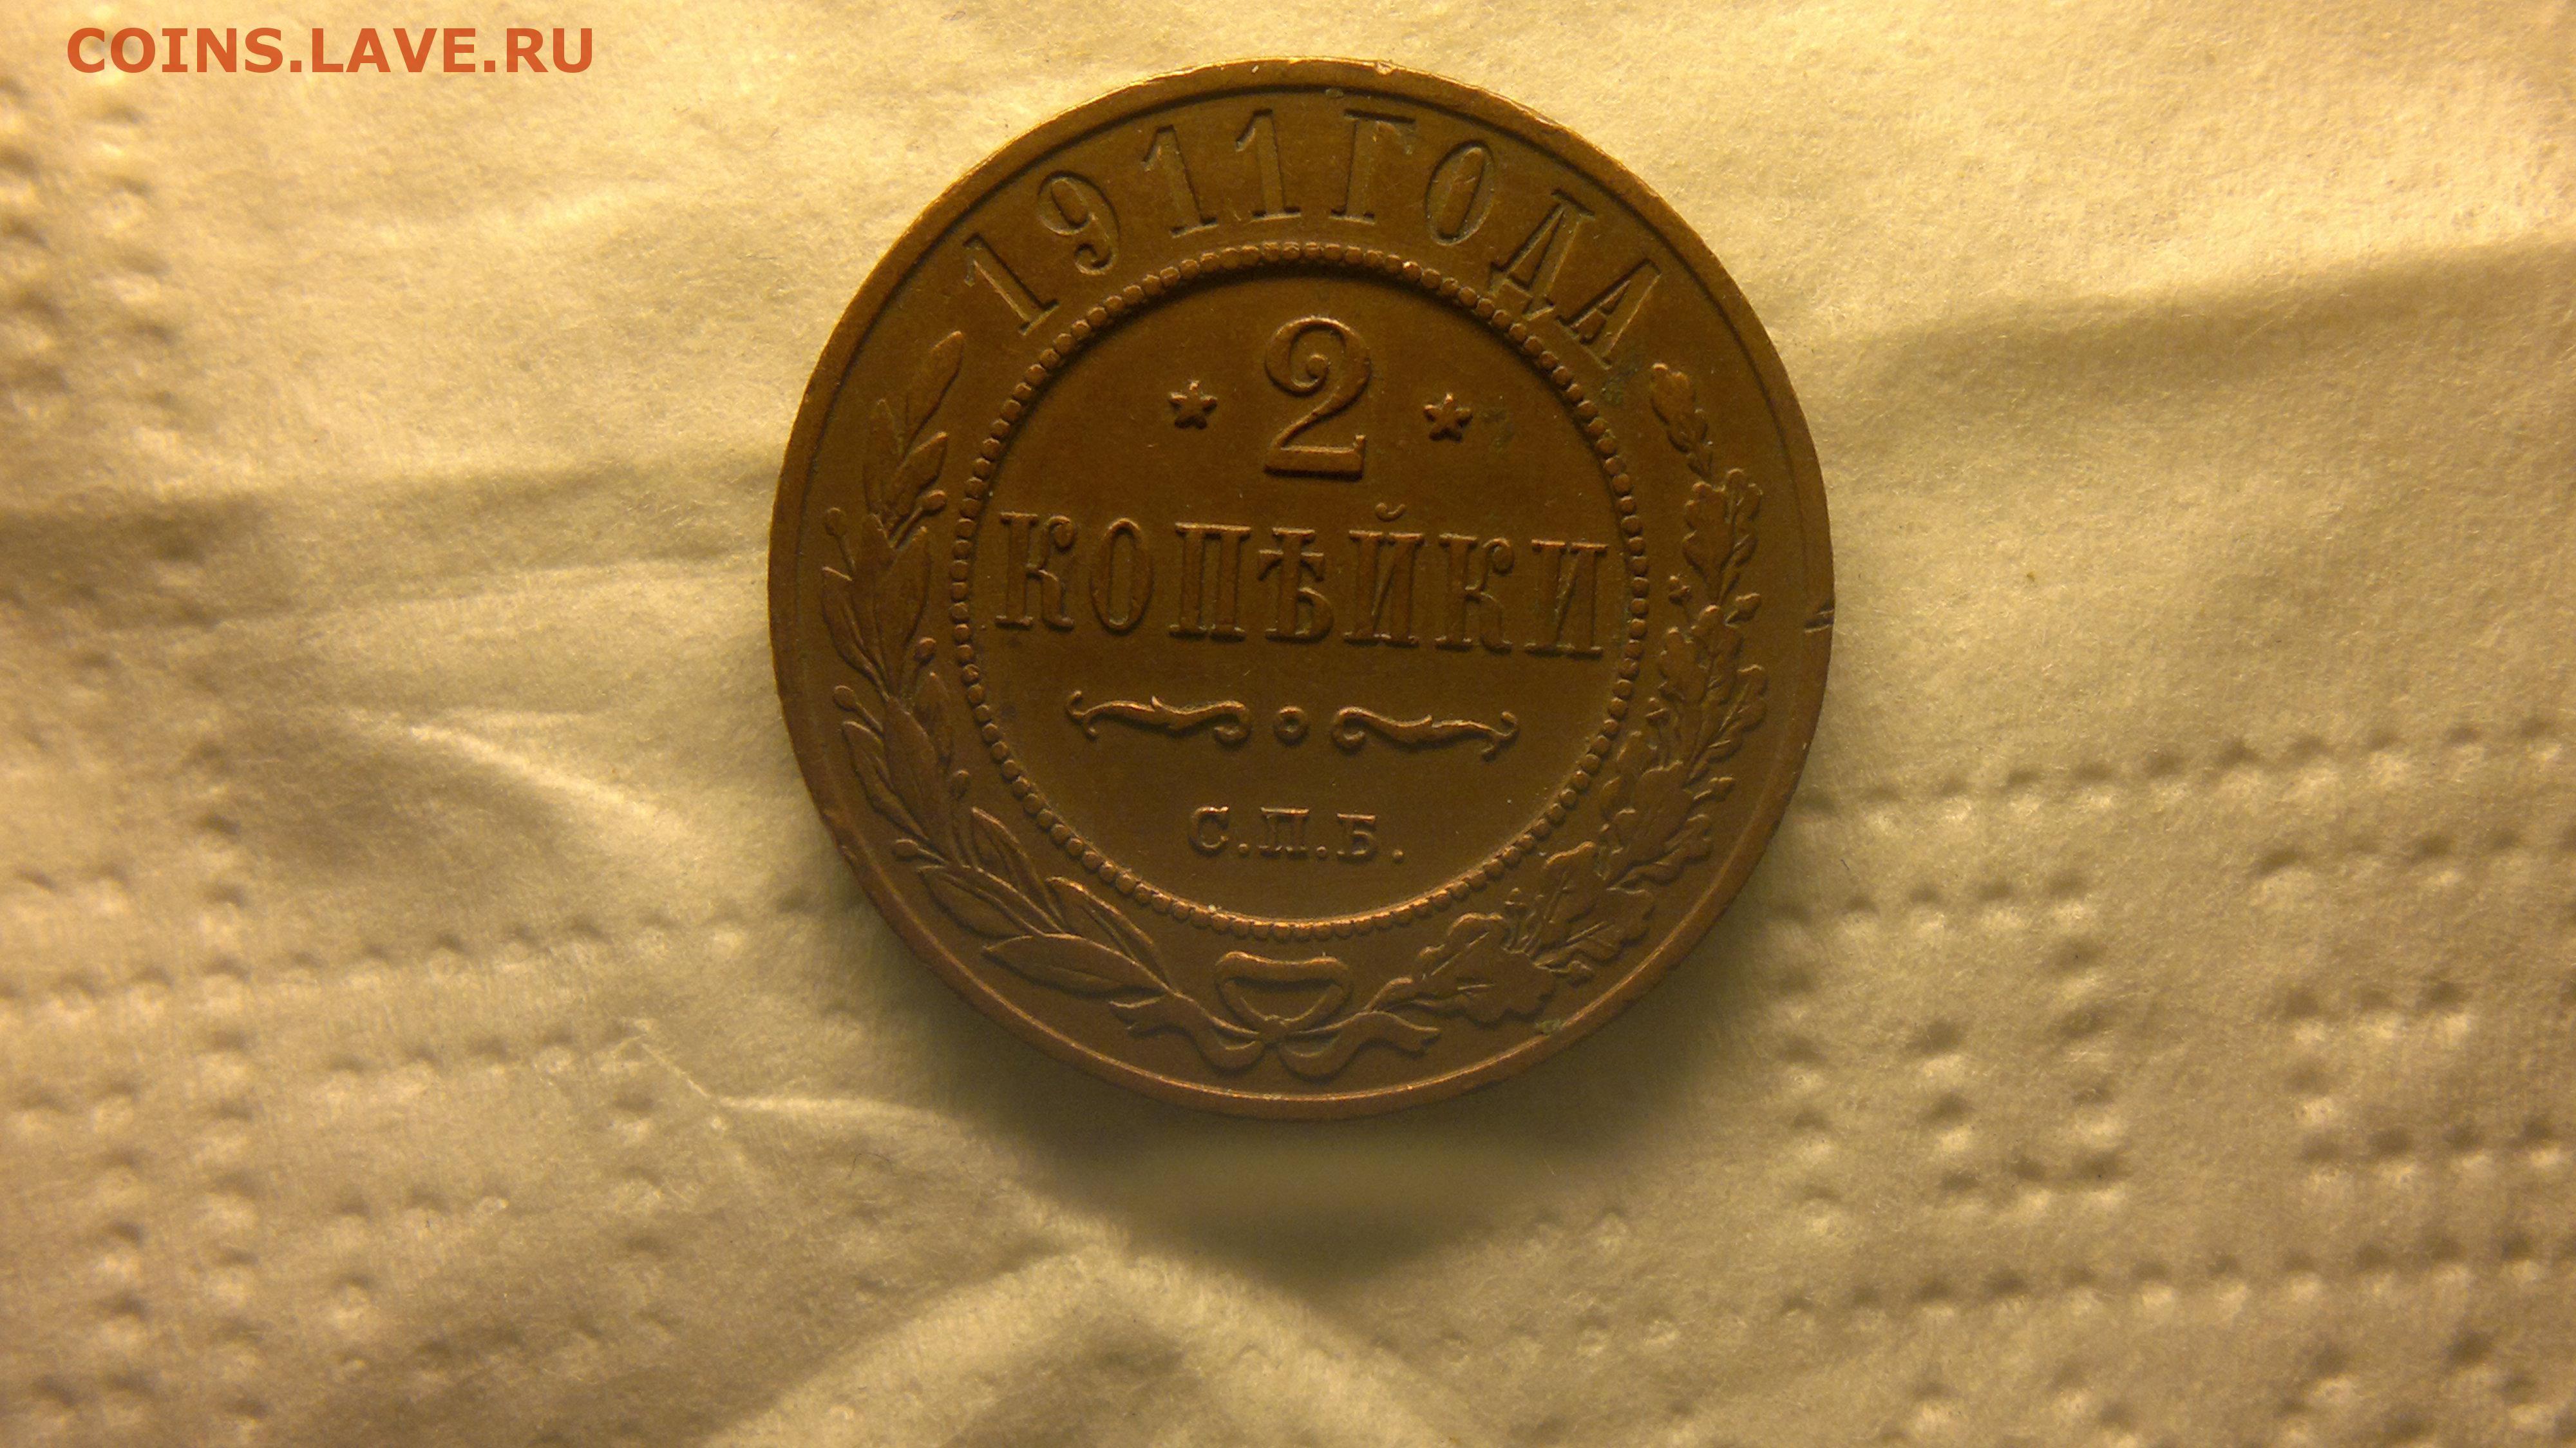 COINS.LAVE.RU
1911 ГОДА
2
КОПѢЙКИ
С.П.Б.